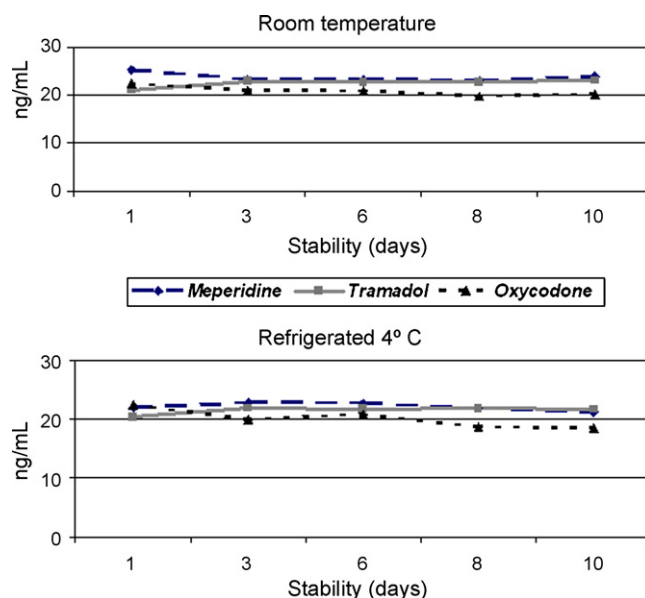 Room temperature
30
20
10
0
ng/mL
1 3 6 8 10
Stability (days)
Meperidine Tramadol Oxycodone
Refrigerated 4º C
30
20
10
0
ng/mL
1 3 6 8 10
Stability (days)